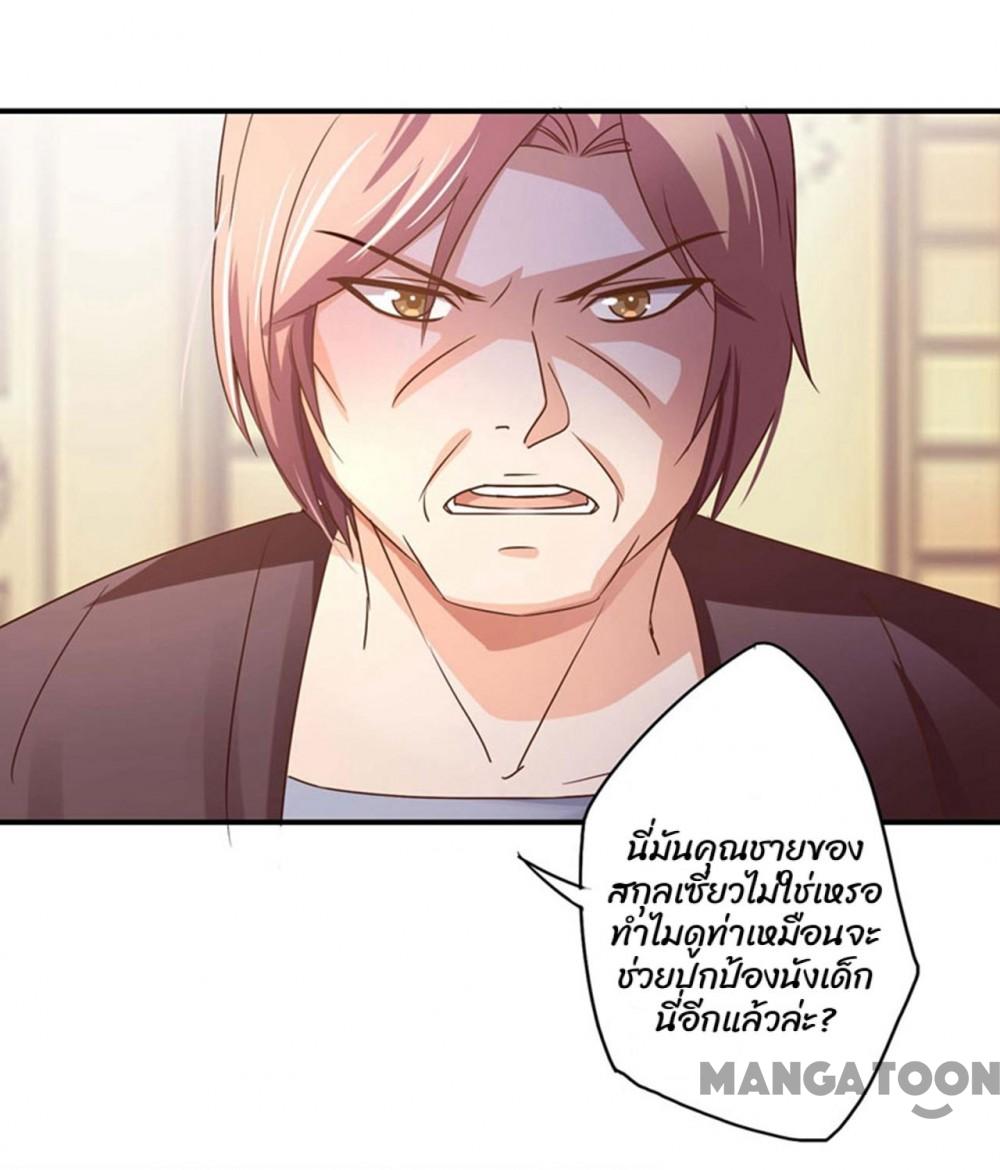 นี่มันคุณชายของ
สกุลเซียวไม่ใช่เหรอ
ทำไมดูท่าเหมือนจะ
ช่วยปกป้องนังเด็ก
นี่อีกแล้วล่ะ?
MANGATOON